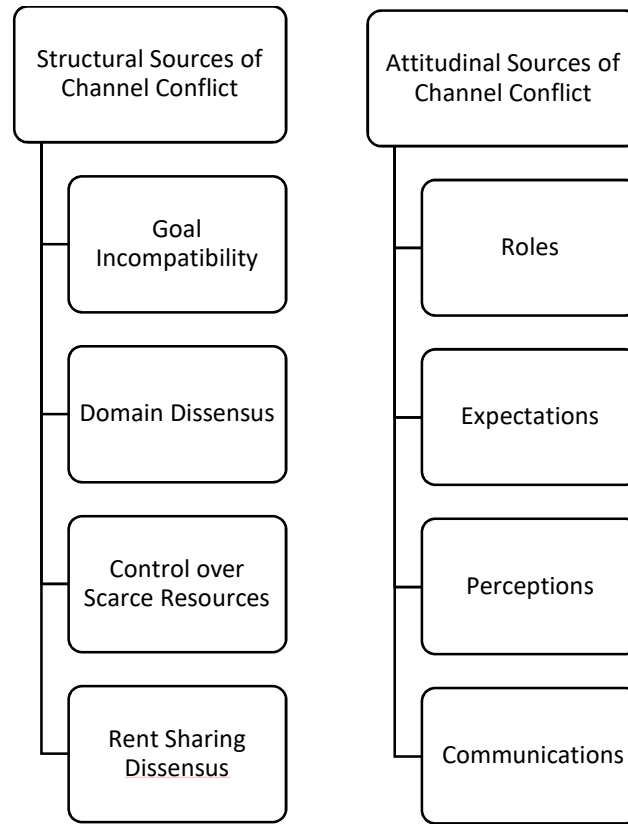 Structural Sources of
Channel Conflict
Goal
Incompatibility
Domain Dissensus
Control over
Scarce Resources
Rent Sharing
Dissensus
Attitudinal Sources of
Channel Conflict
Roles
Expectations
Perceptions
Communications